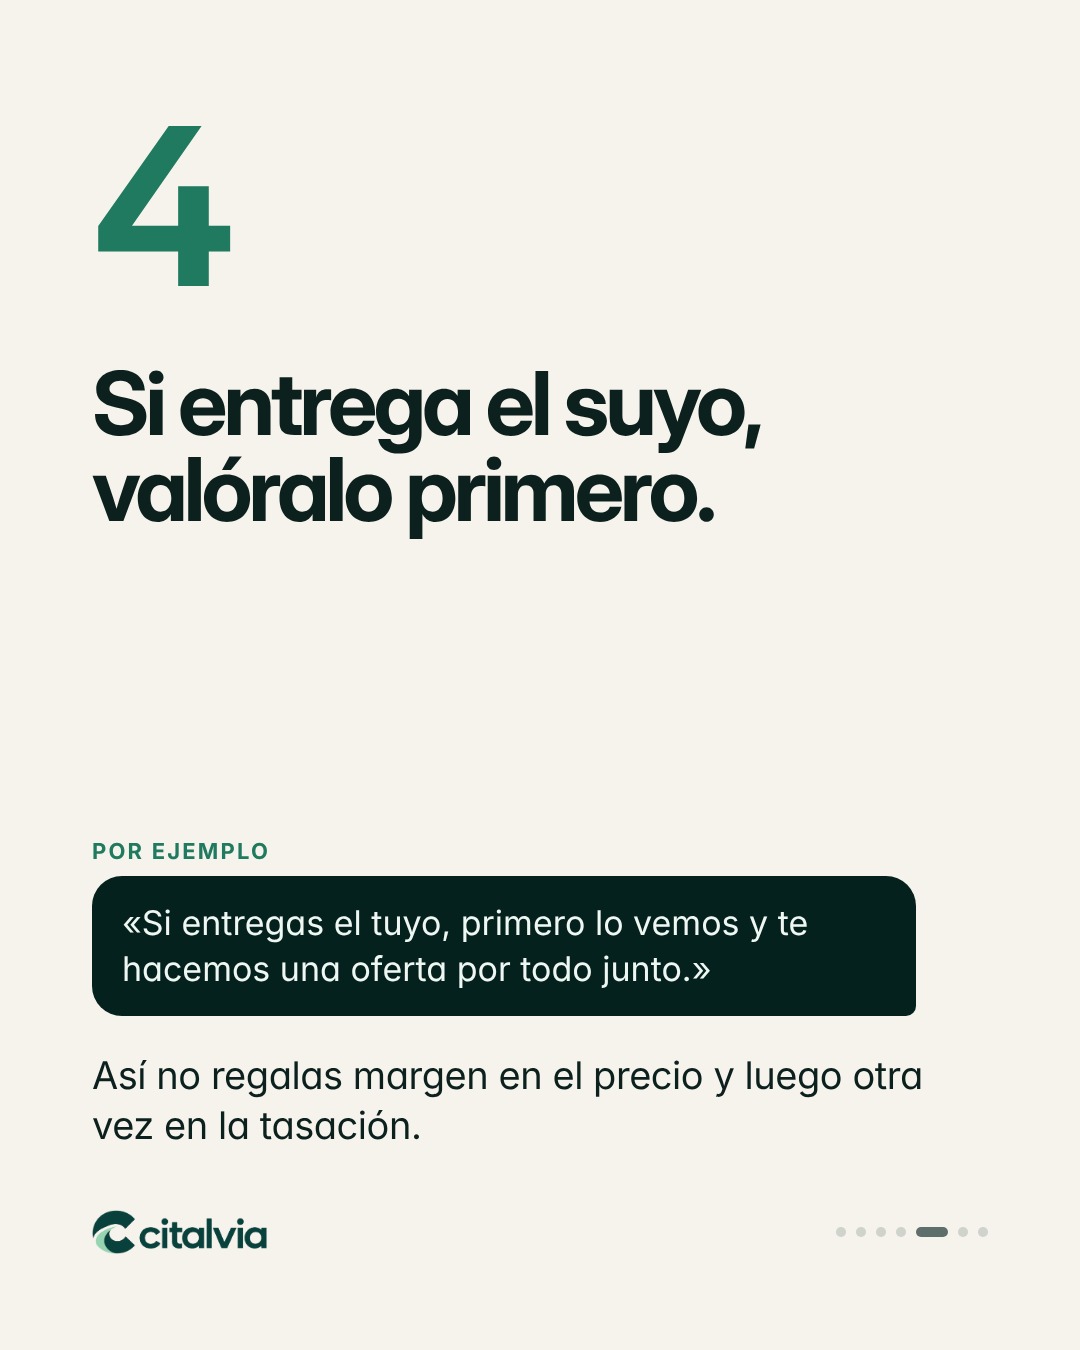 4
Si entrega el suyo,
valóralo primero.
POR EJEMPLO
«Si entregas el tuyo, primero lo vemos y te
hacemos una oferta por todo junto.»
Así no regalas margen en el precio y luego otra
vez en la tasación.
citalvia